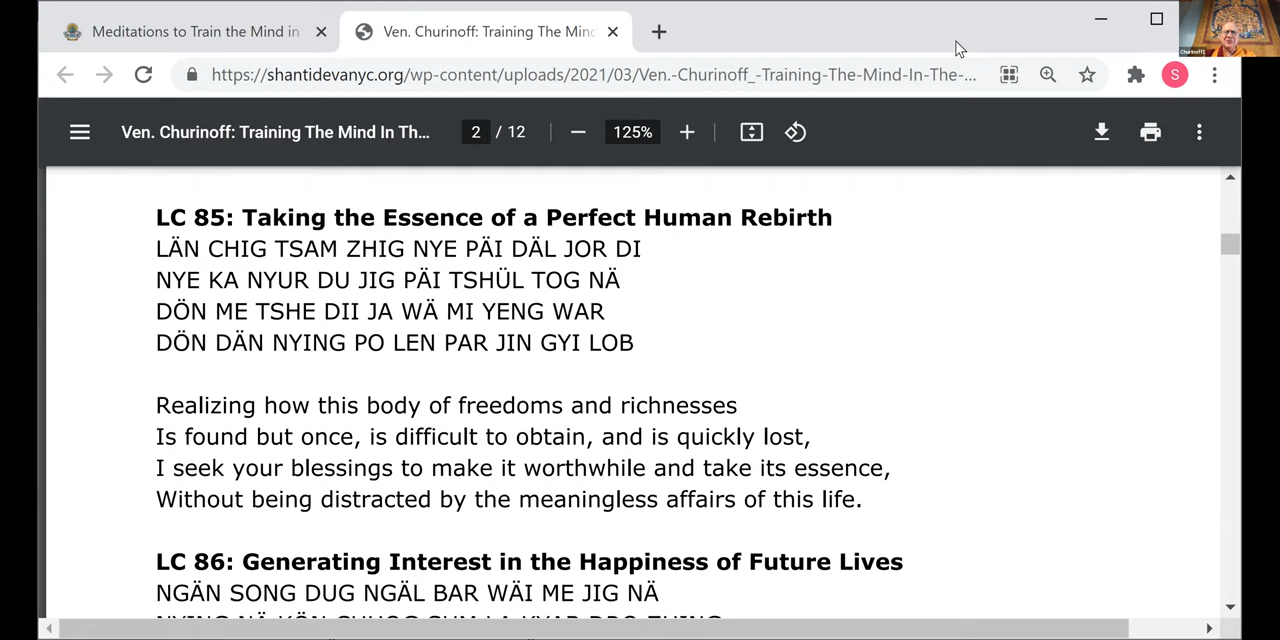 Meditations to Train the Mind in
Ven. Churinoff: Training The Mind
https://shantidevanyc.org/wp-content/uploads/2021/03/Ven.-Churinoff_-Training-The-Mind-In-The-...
S
Ven. Churinoff: Training The Mind In Th...
2 / 12
125%
LC 85: Taking the Essence of a Perfect Human Rebirth
LÄN CHIG TSAM ZHIG NYE PÄI DÄL JOR DI
NYE KA NYUR DU JIG PÄI TSHÜL TOG NÄ
DÖN ME TSHE DII JA WÄ MI YENG WAR
DÖN DÄN NYING PO LEN PAR JIN GYI LOB
Realizing how this body of freedoms and richnesses
Is found but once, is difficult to obtain, and is quickly lost,
I seek your blessings to make it worthwhile and take its essence,
Without being distracted by the meaningless affairs of this life.
LC 86: Generating Interest in the Happiness of Future Lives
NGÄN SONG DUG NGÄL BAR WÄI ME JIG NÄ